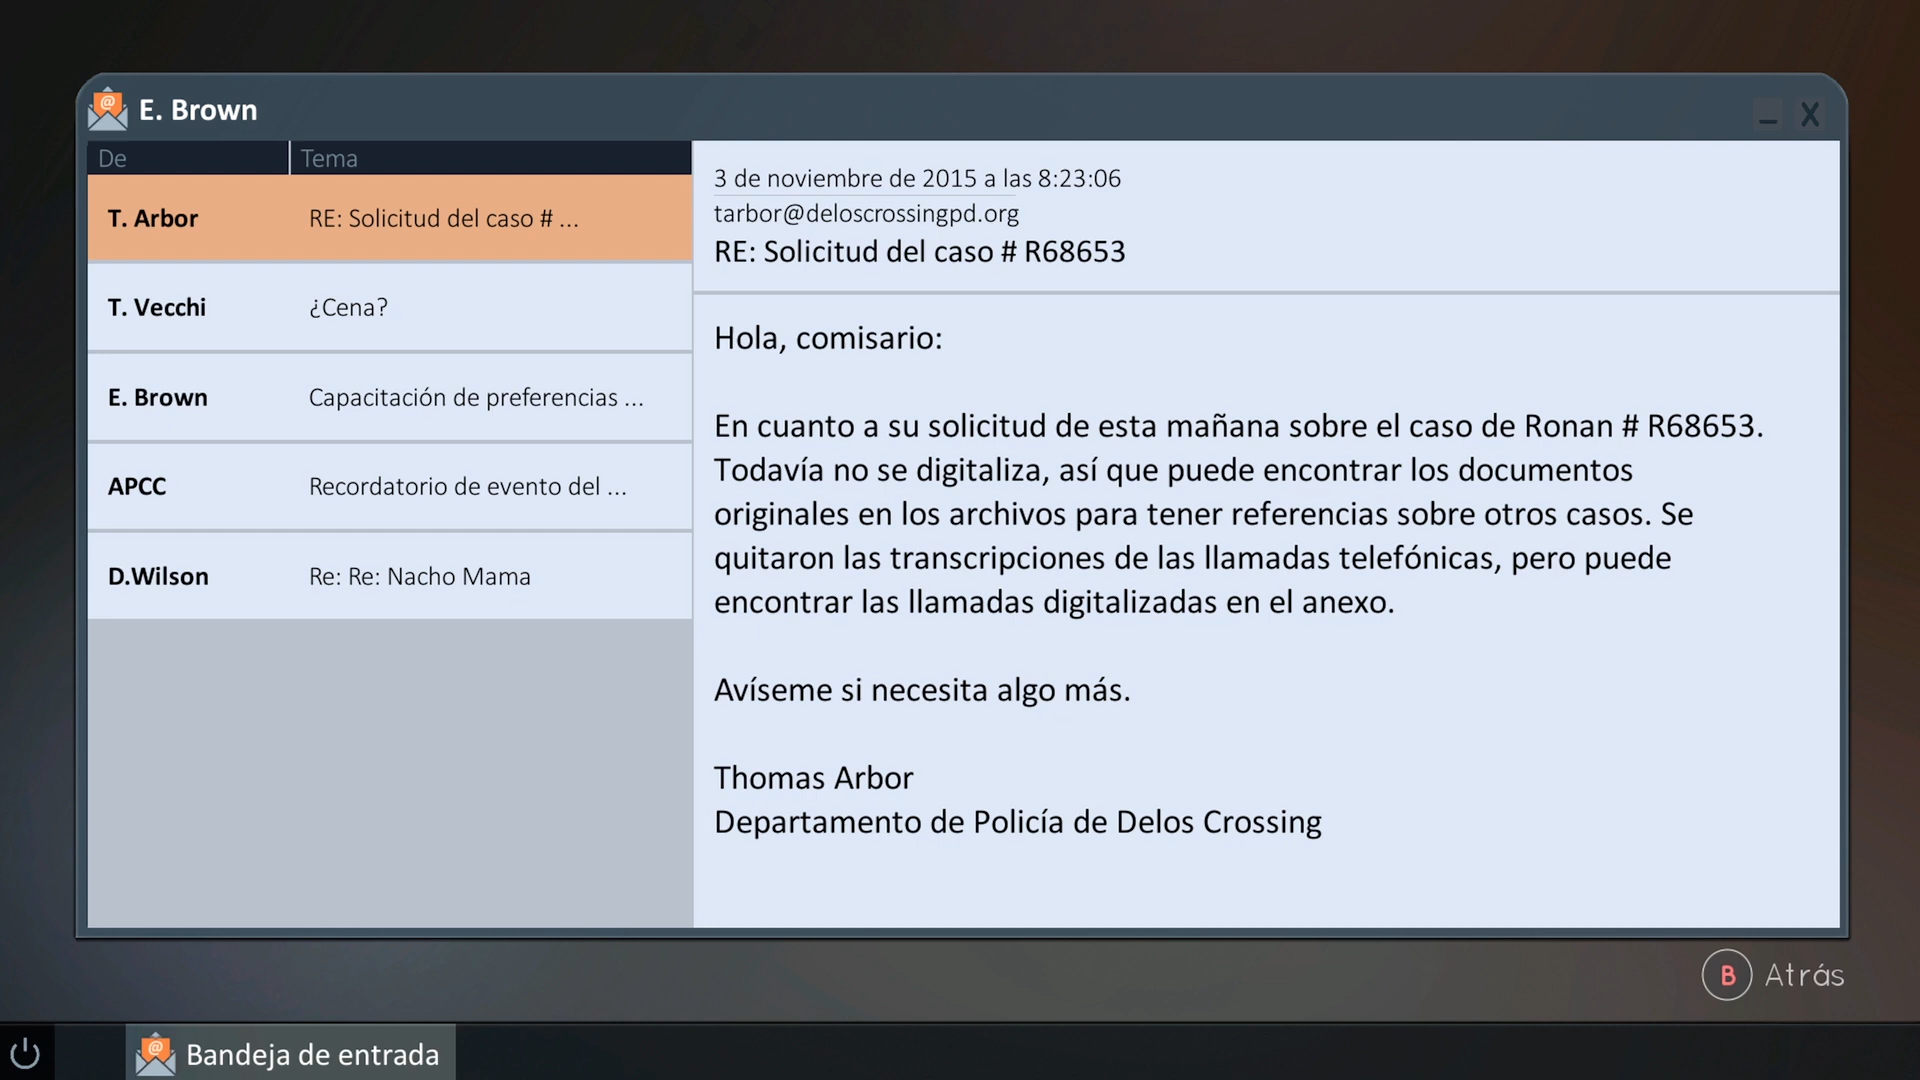 E. Brown
De Tema
T. Arbor RE: Solicitud del caso # ...
T. Vecchi ¿Cena?
E. Brown Capacitación de preferencias ...
APCC Recordatorio de evento del ...
D.Wilson Re: Re: Nacho Mama
3 de noviembre de 2015 a las 8:23:06
tarbor@deloscrossingpd.org
RE: Solicitud del caso # R68653
Hola, comisario:
En cuanto a su solicitud de esta mañana sobre el caso de Ronan # R68653.
Todavía no se digitaliza, así que puede encontrar los documentos
originales en los archivos para tener referencias sobre otros casos. Se
quitaron las transcripciones de las llamadas telefónicas, pero puede
encontrar las llamadas digitalizadas en el anexo.
Avíseme si necesita algo más.
Thomas Arbor
Departamento de Policía de Delos Crossing
B Atrás
Bandeja de entrada